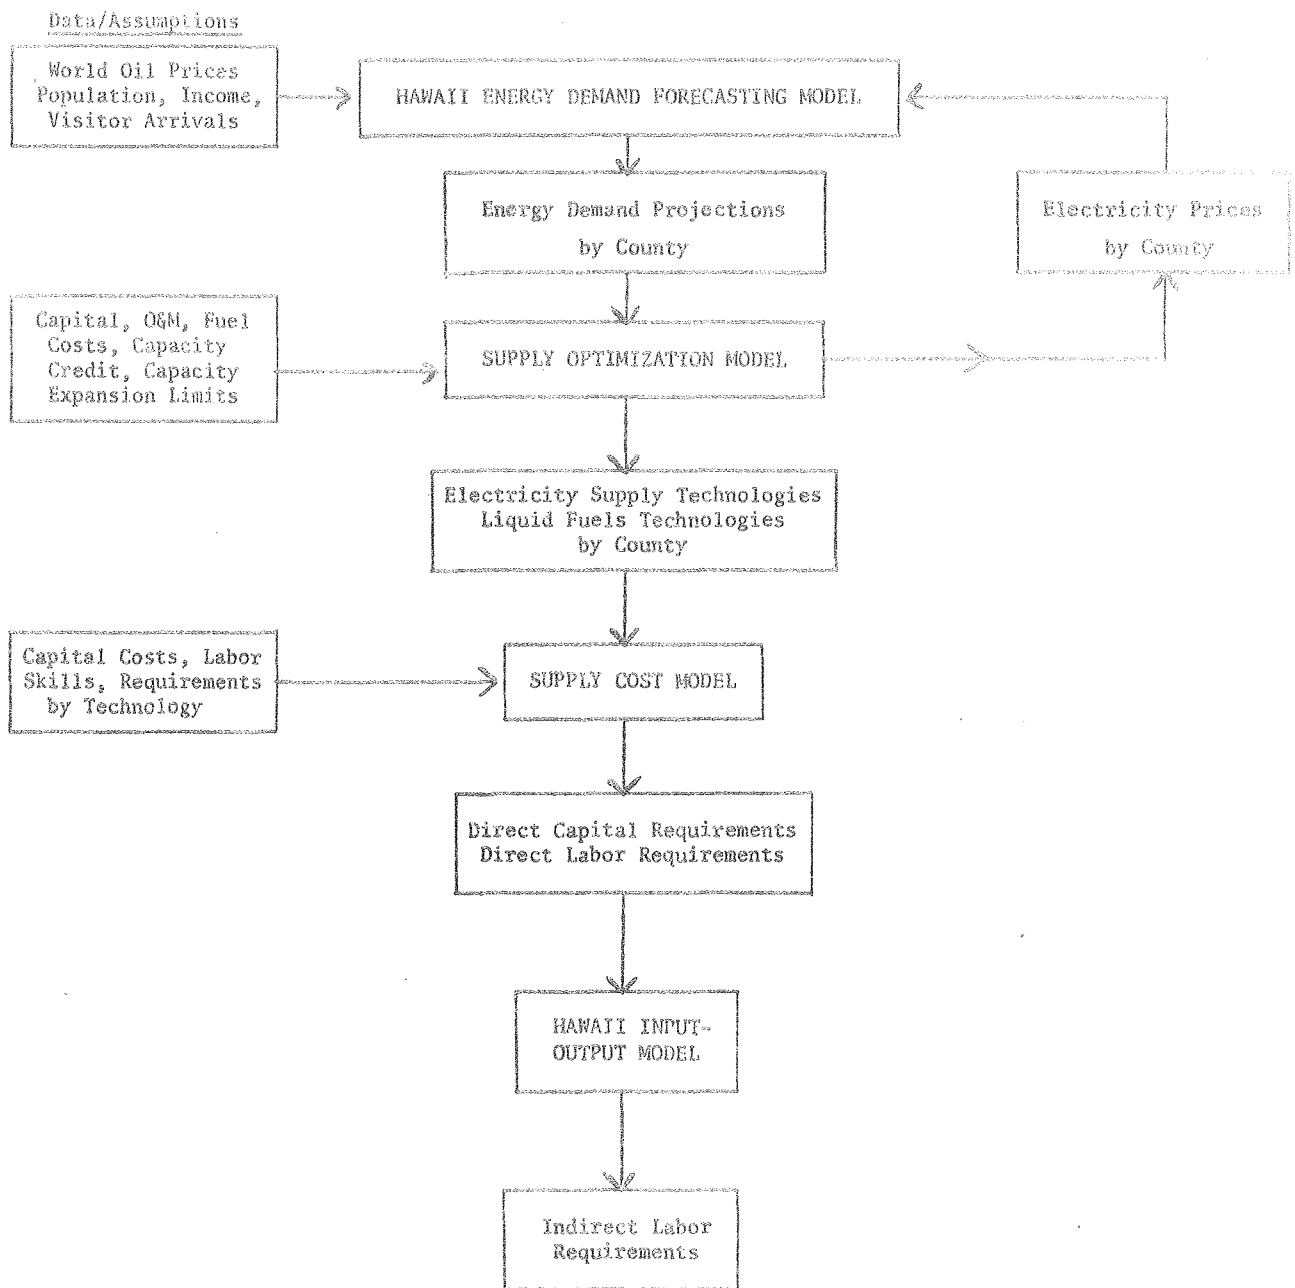 Data/Assumptions
World Oil Prices
Population, Income,
Visitor Arrivals
HAWAII ENERGY DEMAND FORECASTING MODEL
Energy Demand Projections
by County
Electricity Prices
by County
Capital, O&M, Fuel
Costs, Capacity
Credit, Capacity
Expansion Limits
SUPPLY OPTIMIZATION MODEL
Electricity Supply Technologies
Liquid Fuels Technologies
by County
Capital Costs, Labor
Skills, Requirements
by Technology
SUPPLY COST MODEL
Direct Capital Requirements
Direct Labor Requirements
HAWAII INPUT-
OUTPUT MODEL
Indirect Labor
Requirements